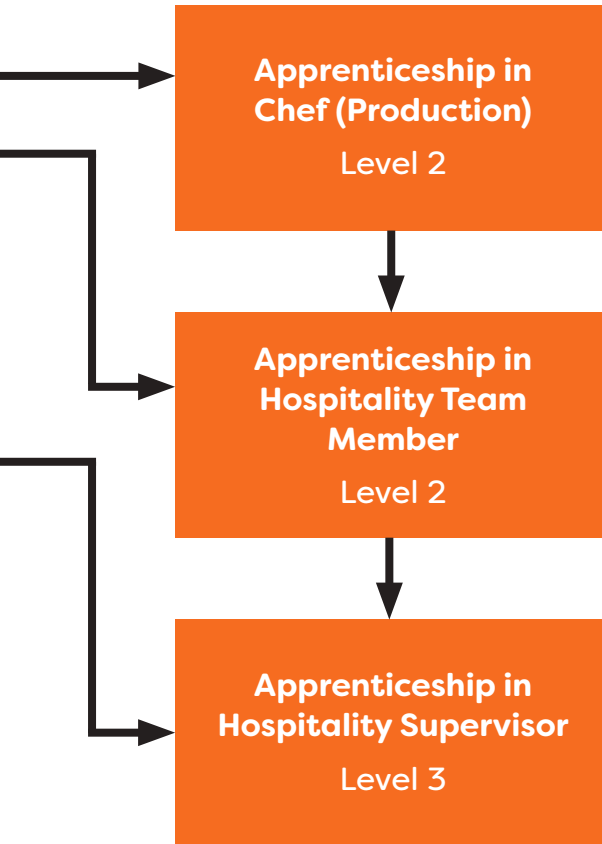 Apprenticeship in
Chef (Production)
Level 2
Apprenticeship in
Hospitality Team
Member
Level 2
Apprenticeship in
Hospitality Supervisor
Level 3